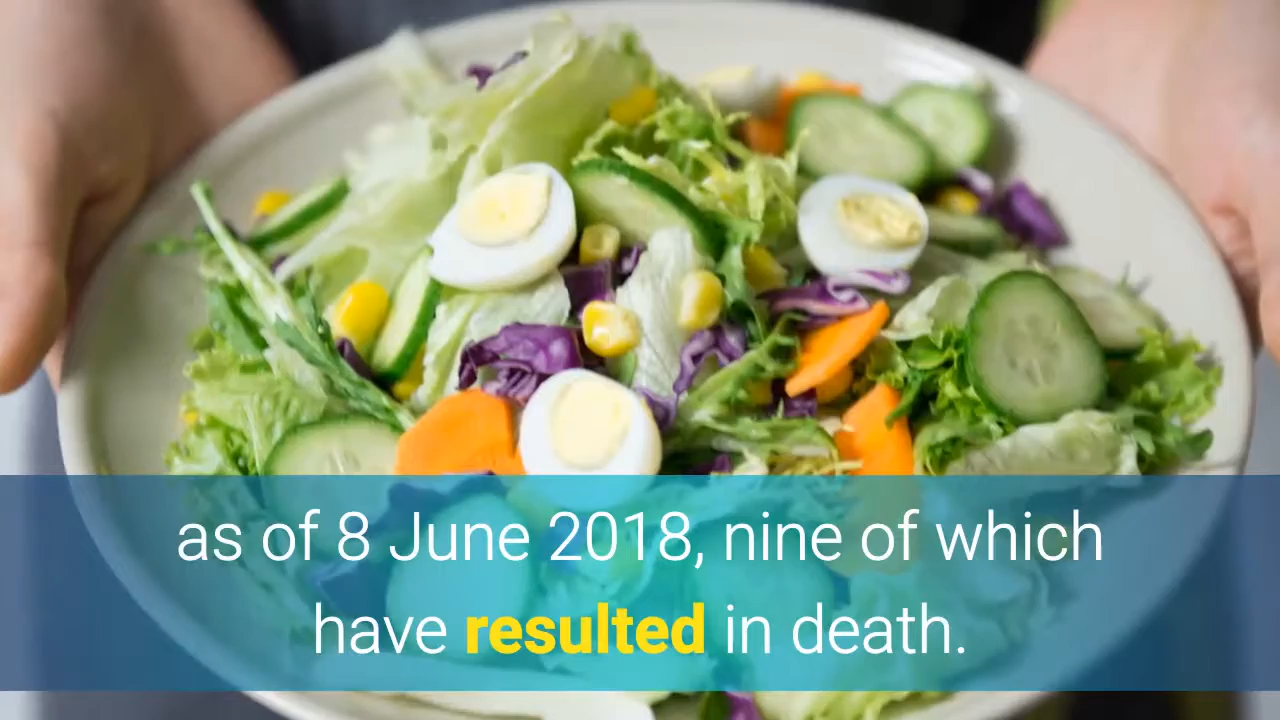 as of 8 June 2018, nine of which
have resulted in death.